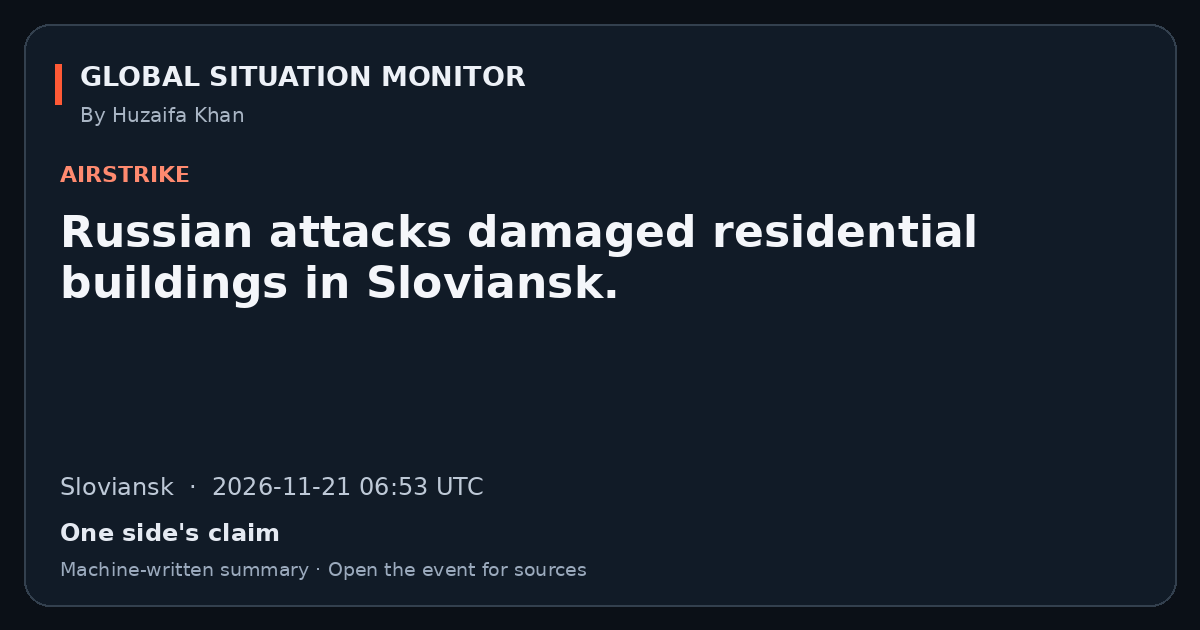 GLOBAL SITUATION MONITOR
By Huzaifa Khan
AIRSTRIKE
Russian attacks damaged residential
buildings in Sloviansk.
Sloviansk · 2026-11-21 06:53 UTC
One side's claim
Machine-written summary · Open the event for sources